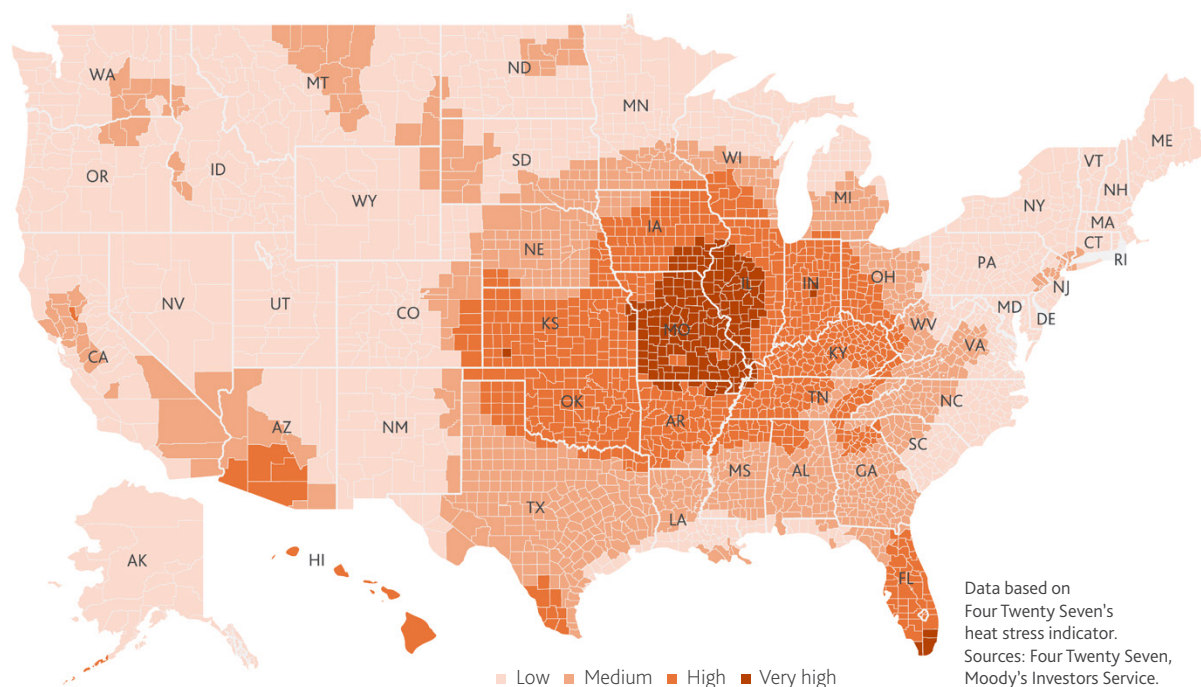 WA
MT
ND
MN
ME
OR
ID
SD
WI
VT
WY
MI
NH
NY
MA
IA
CT
RI
NE
PA
OH
NV
UT
CO
IL
IN
NJ
MD
DE
KS
MO
WV
CA
KY
VA
AZ
NM
OK
AR
TN
NC
SC
MS
AL
GA
TX
LA
AK
HI
FL
Data based on
Four Twenty Seven's
heat stress indicator.
Sources: Four Twenty Seven,
Moody's Investors Service.
Low Medium High Very high